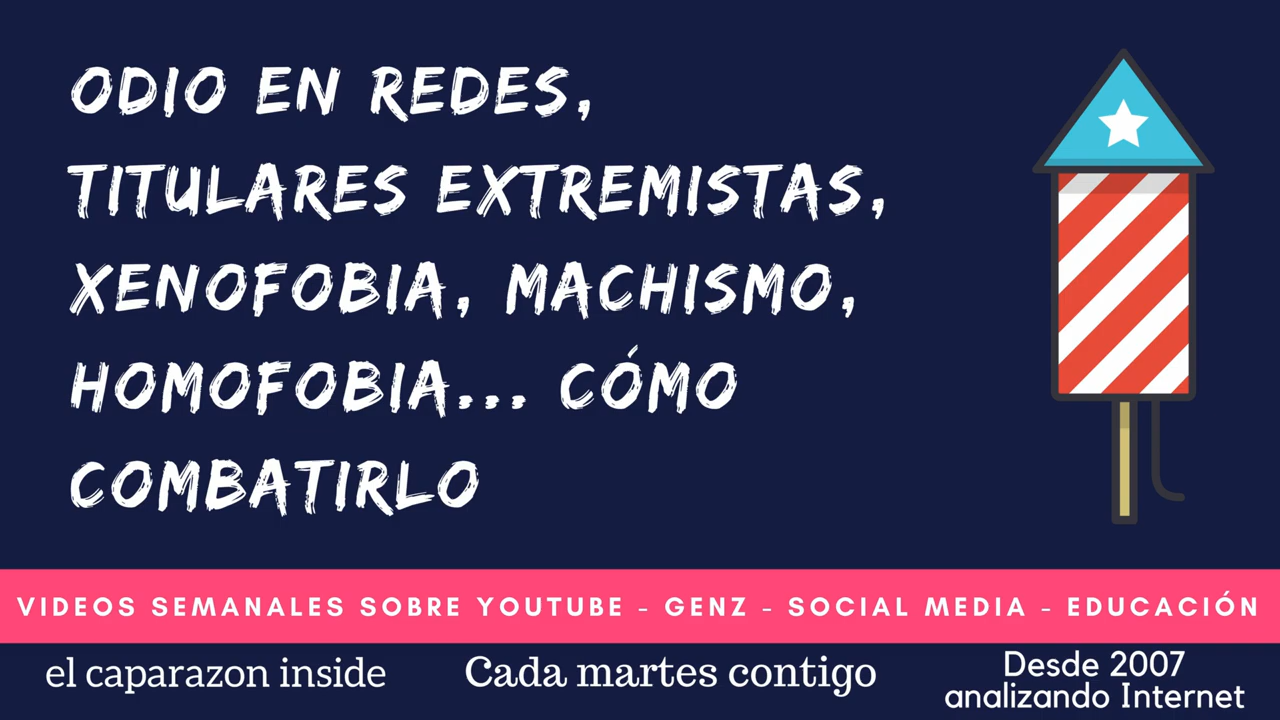 ODIO EN REDES,
TITULARES EXTREMISTAS,
XENOFOBIA, MACHISMO,
HOMOFOBIA... CÓMO
COMBATIRLO
VIDEOS SEMANALES SOBRE YOUTUBE - GENZ - SOCIAL MEDIA - EDUCACIÓN
el caparazon inside
Cada martes contigo
Desde 2007
analizando Internet